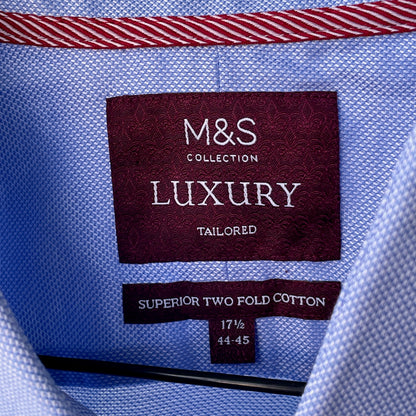 M&S
COLLECTION
LUXURY
TAILORED
SUPERIOR TWO FOLD COTTON
17½
44-45